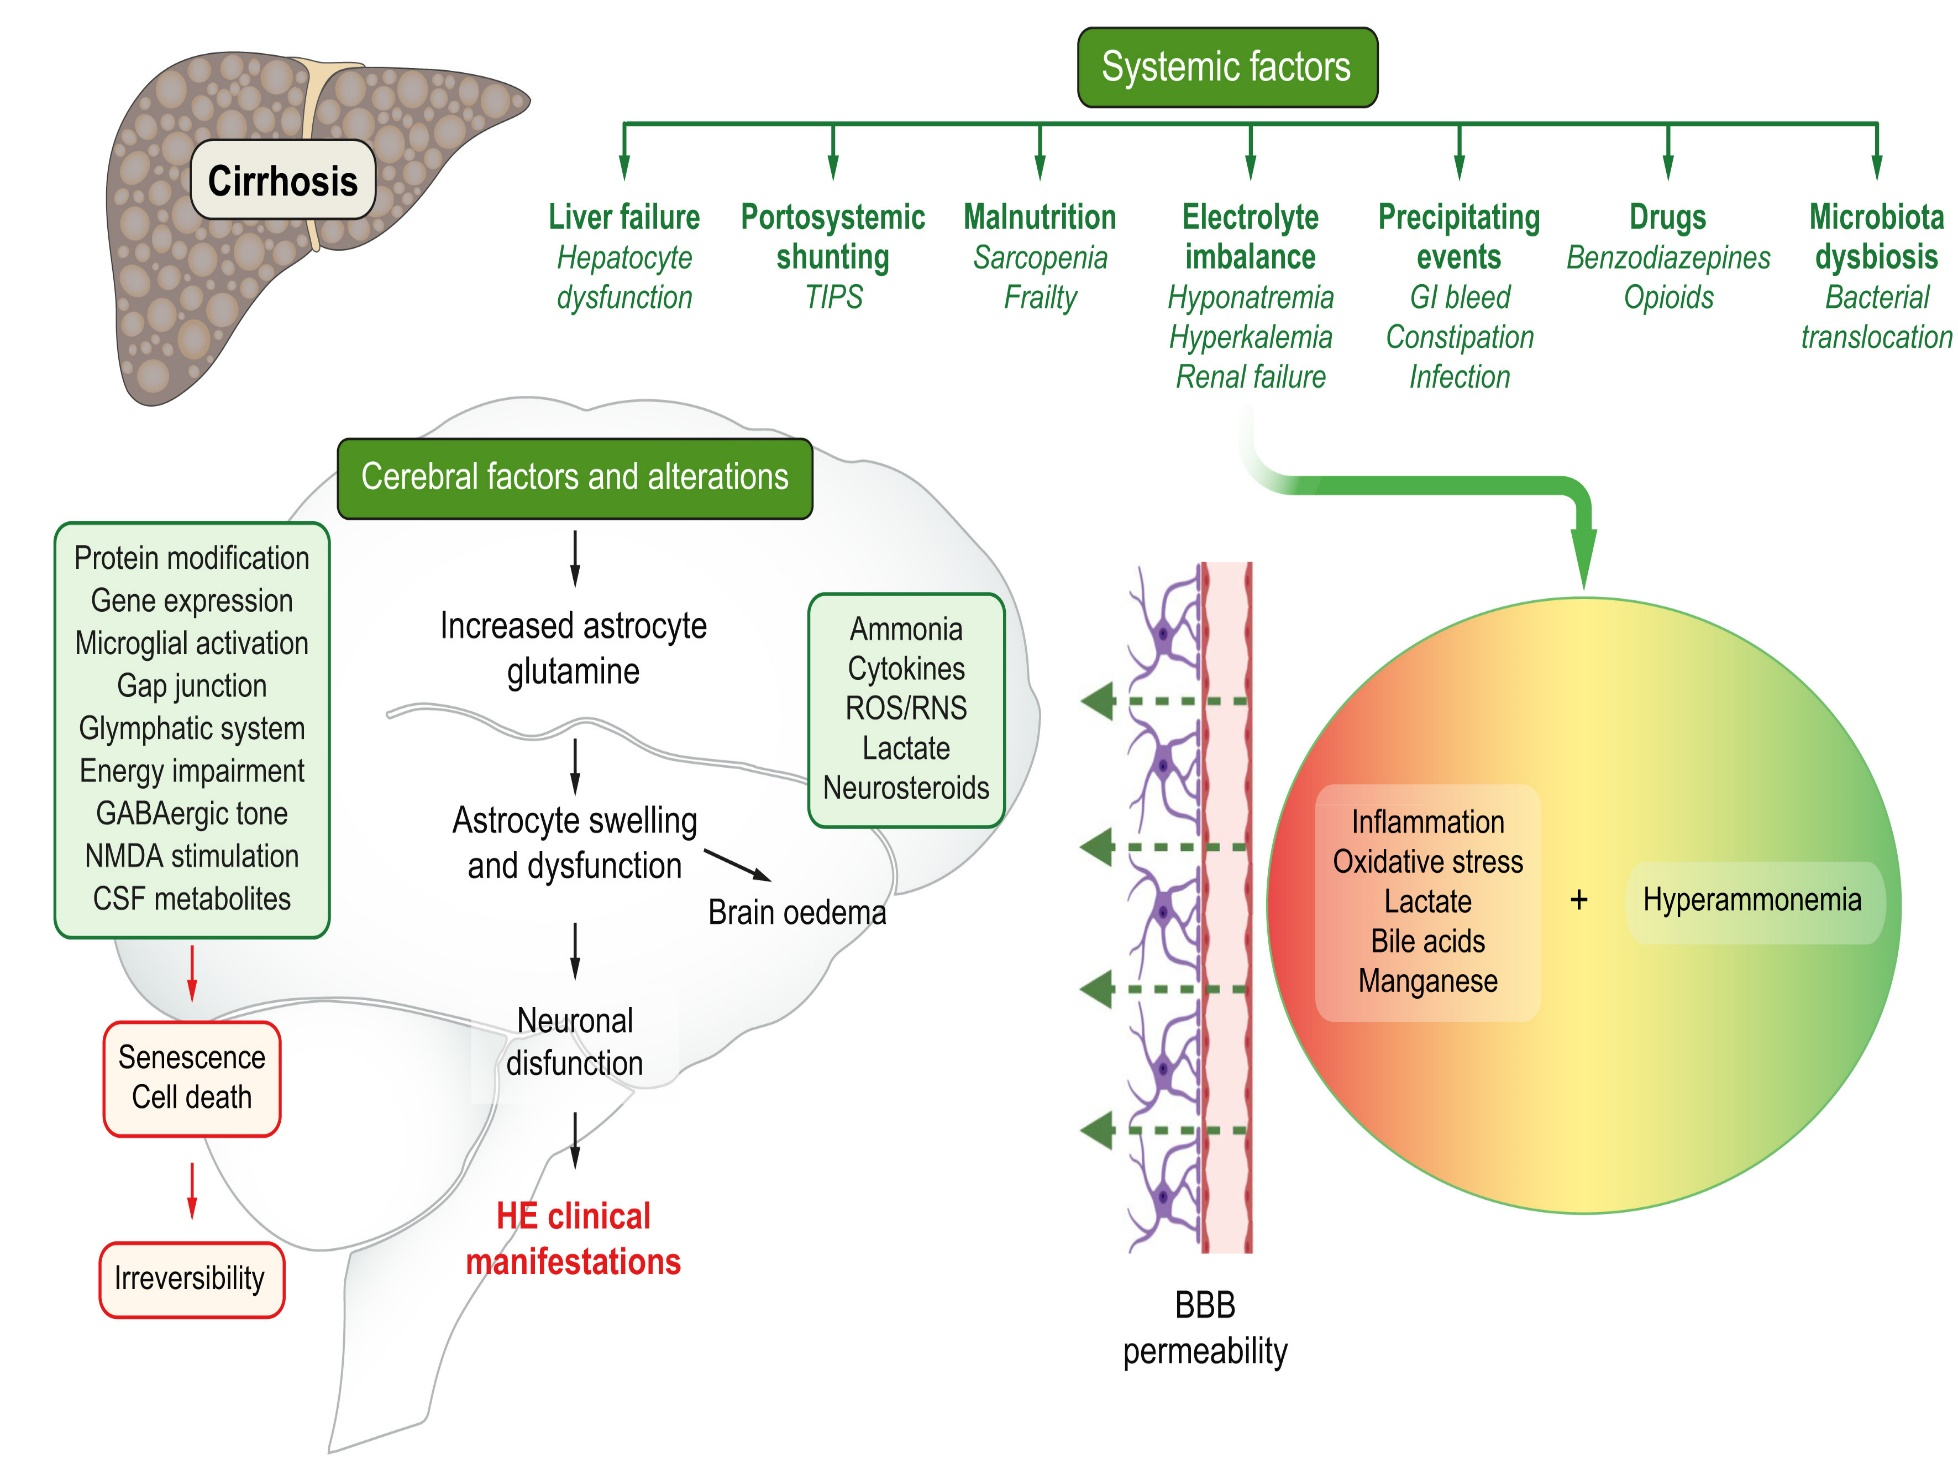 Cirrhosis
Systemic factors
Liver failure
Hepatocyte
dysfunction
Portosystemic
shunting
TIPS
Malnutrition
Sarcopenia
Frailty
Electrolyte
imbalance
Hyponatremia
Hyperkalemia
Renal failure
Precipitating
events
GI bleed
Constipation
Infection
Drugs
Benzodiazepines
Opioids
Microbiota
dysbiosis
Bacterial
translocation
Cerebral factors and alterations
Protein modification
Gene expression
Microglial activation
Gap junction
Glymphatic system
Energy impairment
GABAergic tone
NMDA stimulation
CSF metabolites
Senescence
Cell death
Irreversibility
Increased astrocyte
glutamine
Astrocyte swelling
and dysfunction
Brain oedema
Neuronal
disfunction
HE clinical
manifestations
Ammonia
Cytokines
ROS/RNS
Lactate
Neurosteroids
BBB
permeability
Inflammation
Oxidative stress
Lactate
Bile acids
Manganese
+
Hyperammonemia